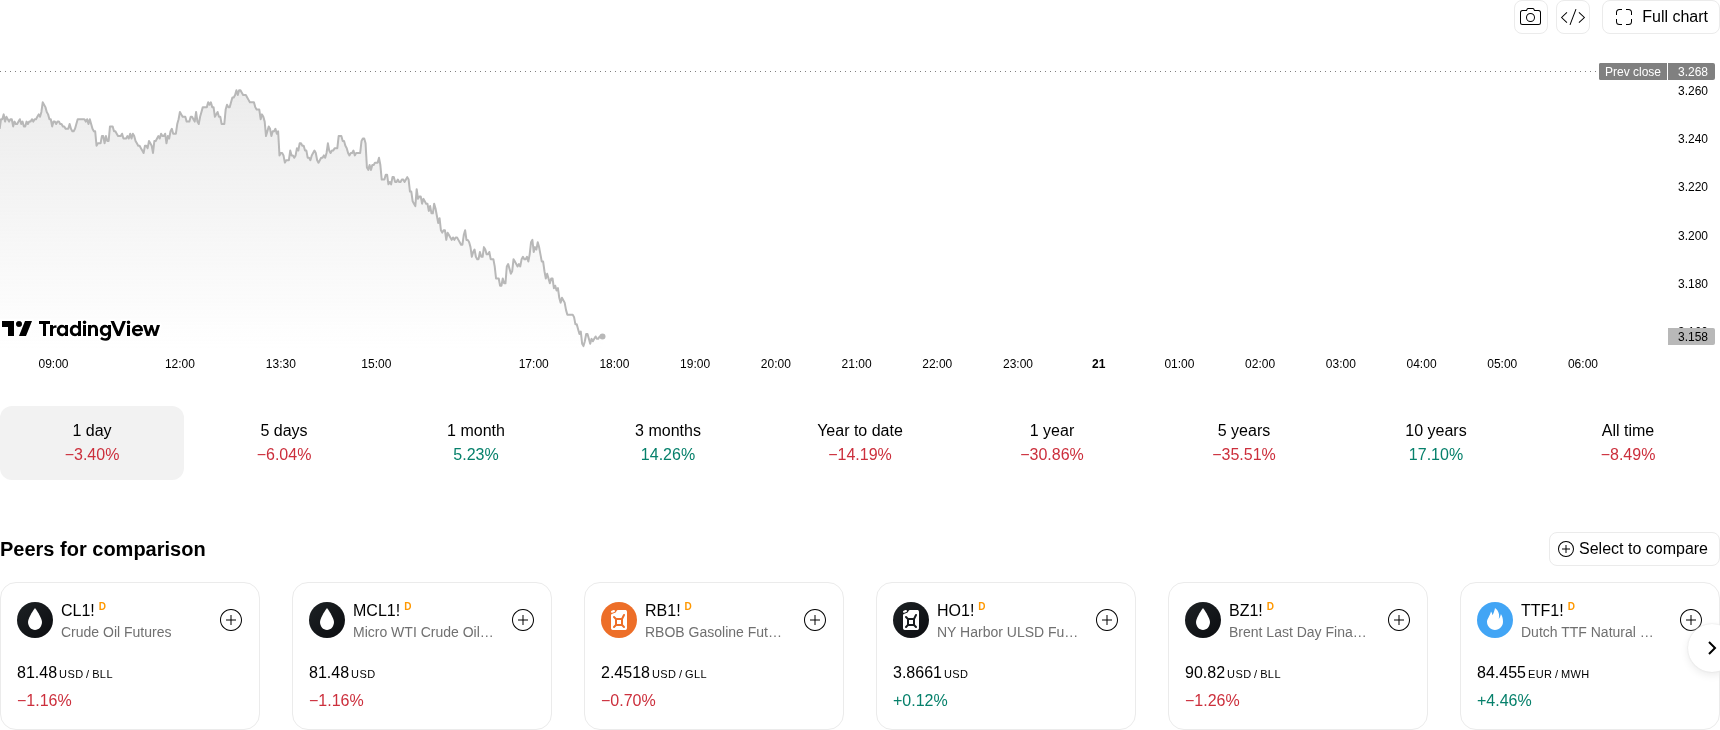 Full chart
Prev close 3.268
3.260
3.240
3.220
3.200
3.180
3.158
TradingView
09:00 12:00 13:30 15:00 17:00 18:00 19:00 20:00 21:00 22:00 23:00 21 01:00 02:00 03:00 04:00 05:00 06:00
1 day 5 days 1 month 3 months Year to date 1 year 5 years 10 years All time
−3.40% −6.04% 5.23% 14.26% −14.19% −30.86% −35.51% 17.10% −8.49%
Peers for comparison
Select to compare
CL1! D
Crude Oil Futures
81.48 USD / BLL
−1.16%
MCL1! D
Micro WTI Crude Oil…
81.48 USD
−1.16%
RB1! D
RBOB Gasoline Fut…
2.4518 USD / GLL
−0.70%
HO1! D
NY Harbor ULSD Fu…
3.8661 USD
+0.12%
BZ1! D
Brent Last Day Fina…
90.82 USD / BLL
−1.26%
TTF1! D
Dutch TTF Natural …
84.455 EUR / MWH
+4.46%